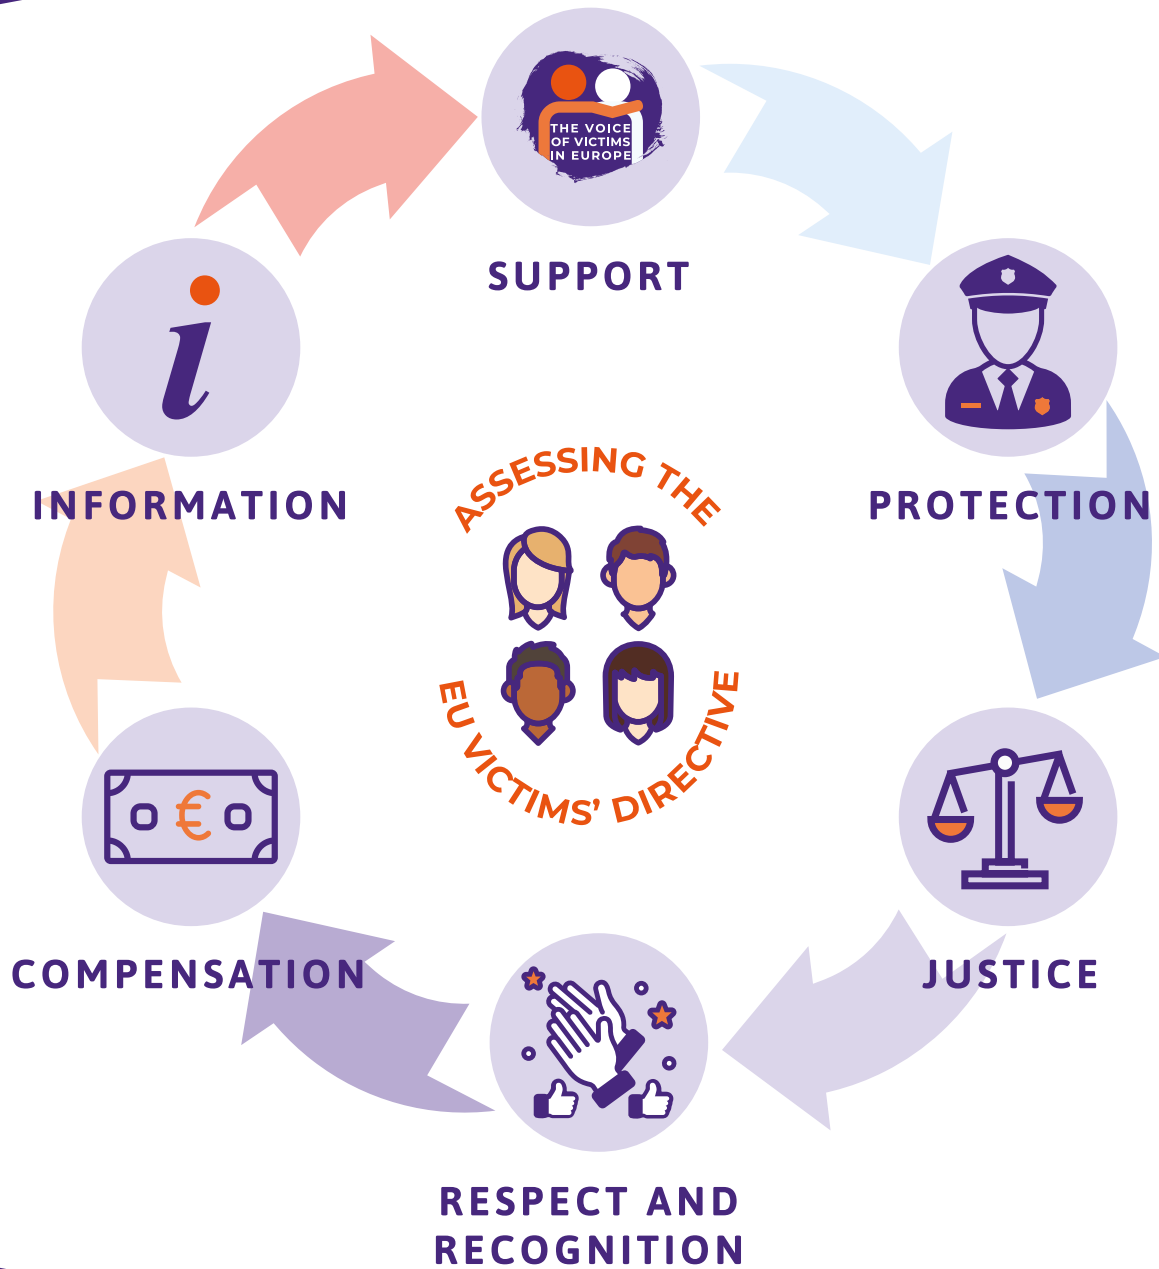 THE VOICE
OF VICTIMS
IN EUROPE
SUPPORT
INFORMATION
PROTECTION
ASSESSING THE
EU VICTIMS’ DIRECTIVE
€
COMPENSATION
JUSTICE
RESPECT AND
RECOGNITION